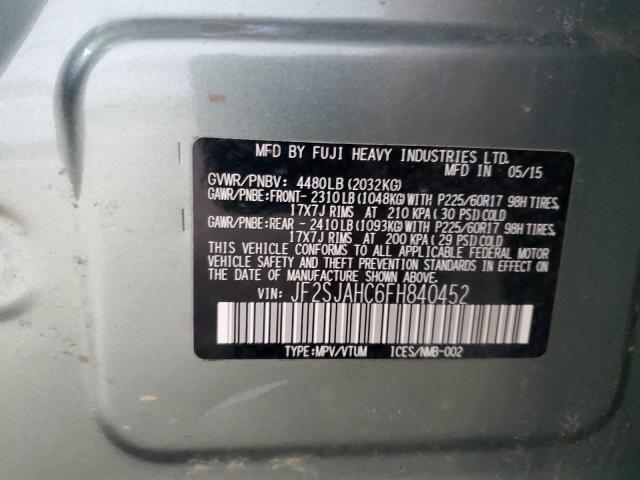 MFD BY FUJI HEAVY INDUSTRIES LTD.
MFD IN 05/15
GVWR/PNBV: 4480LB(2032KG)
GAWR/PNBE:FRONT- 2310LB(1048KG)WITH P225/60R17 98H TIRES,
17X7J RIMS AT 210 KPA(30 PSI)COLD
GAWR/PNBE:REAR - 2410LB(1093KG)WITH P225/60R17 98H TIRES,
17X7J RIMS AT 200 KPA(29 PSI)COLD
THIS VEHICLE CONFORMS TO ALL APPLICABLE FEDERAL MOTOR
VEHICLE SAFETY AND THEFT PREVENTION STANDARDS IN EFFECT ON
THE DATE OF MANUFACTURE SHOWN ABOVE.
VIN: JF2SJAHC6FH840452
TYPE:MPV/VTUM ICES/NMB-002